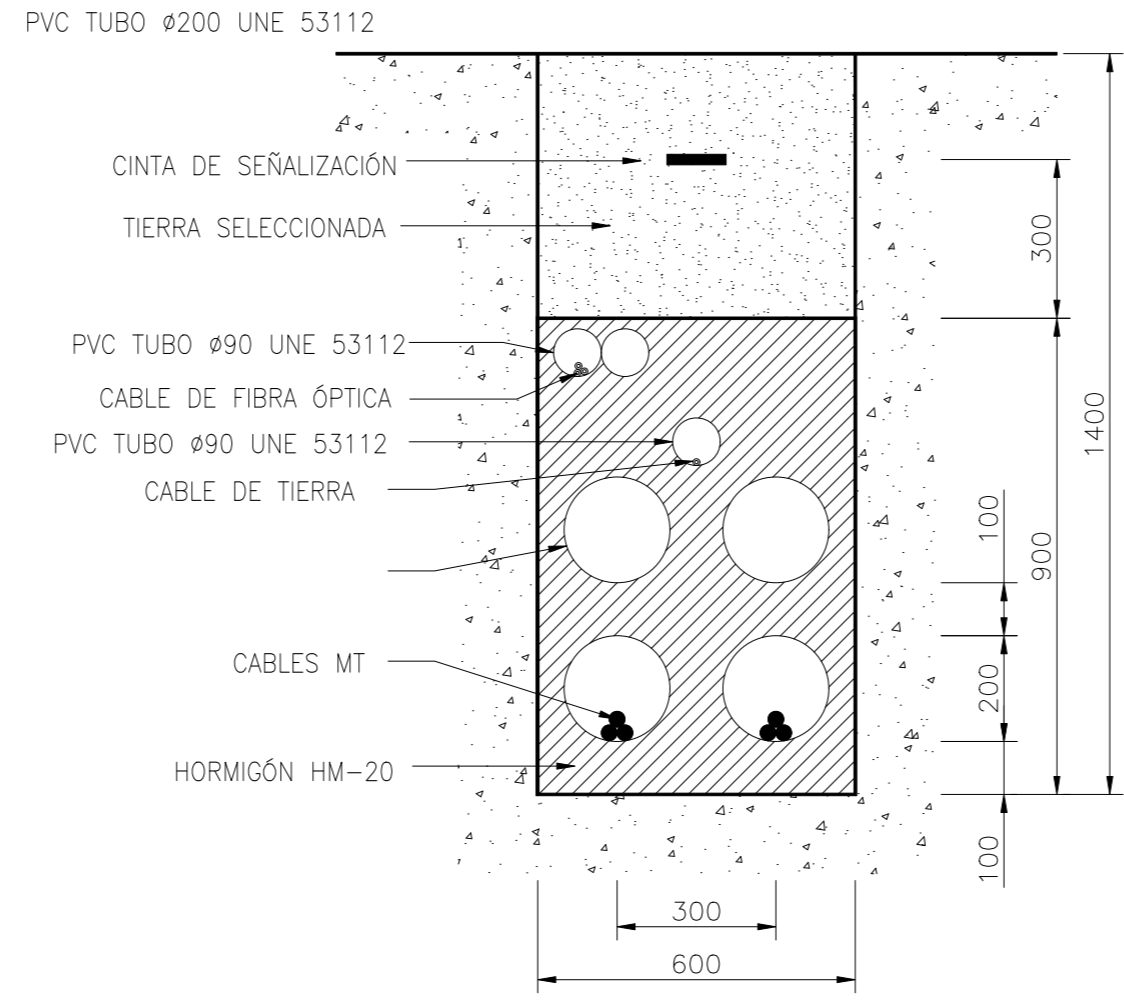 PVC TUBO Ø200 UNE 53112
CINTA DE SEÑALIZACIÓN
TIERRA SELECCIONADA
PVC TUBO Ø90 UNE 53112
CABLE DE FIBRA ÓPTICA
PVC TUBO Ø90 UNE 53112
CABLE DE TIERRA
CABLES MT
HORMIGÓN HM-20
300
1400
100
900
200
100
300
600